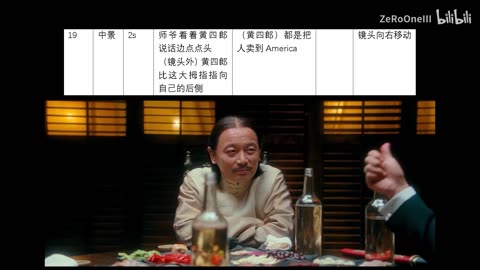 ZeRoOneIII bilibili
19 中景 2s 师爷看着黄四郎 (黄四郎)都是把 镜头向右移动
说话边点点头 人卖到 America
(镜头外)黄四郎
比这大拇指指向
自己的后侧